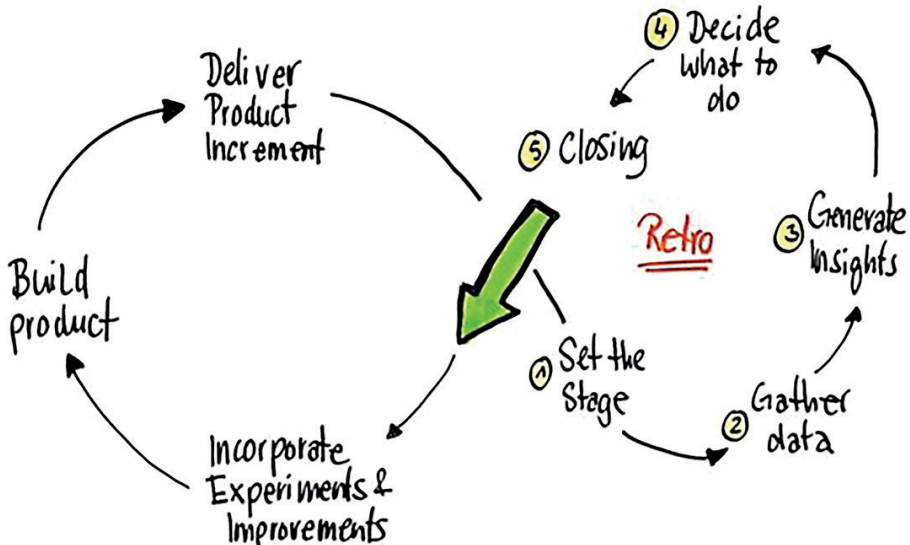 Deliver
Product
Increment
Build
product
Incorporate
Experiments &
Improvements
Retro
1 Set the
Stage
2 Gather
data
3 Generate
Insights
4 Decide
what to
do
5 Closing